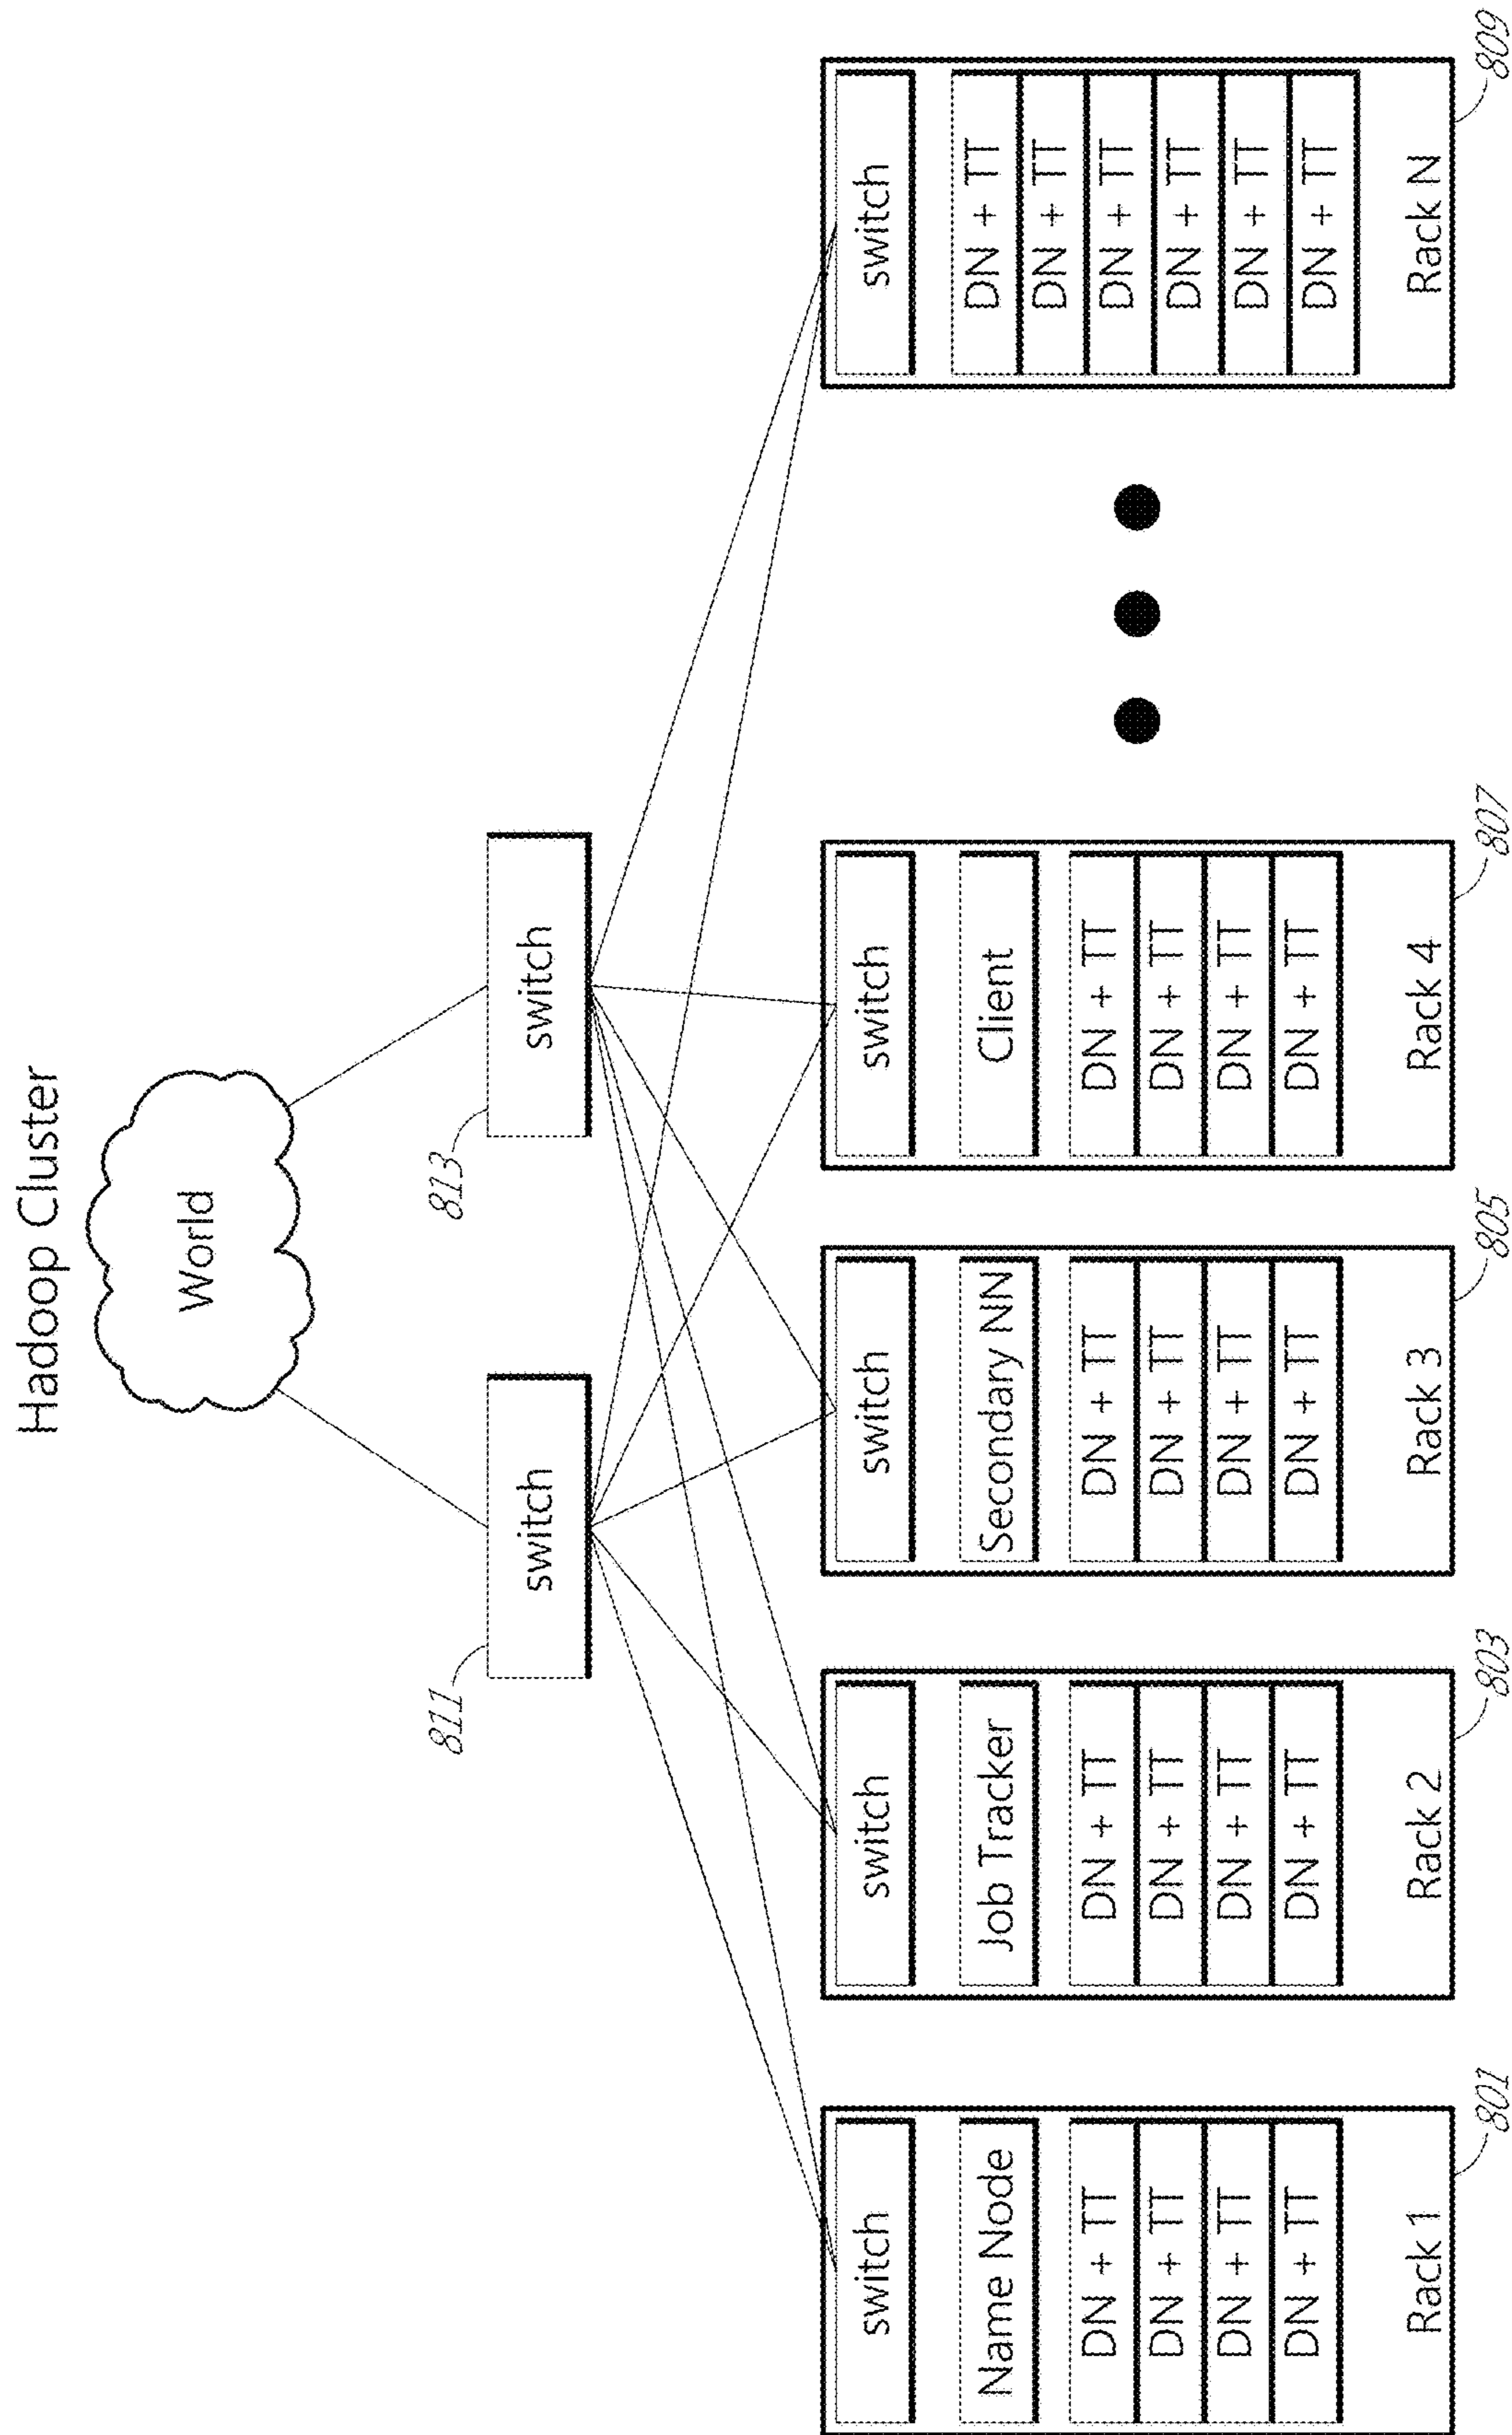 Hadoop Cluster
World
811
switch
813
switch
switch
Name Node
DN + TT
DN + TT
DN + TT
DN + TT
Rack 1
801
switch
Job Tracker
DN + TT
DN + TT
DN + TT
DN + TT
Rack 2
803
switch
Secondary NN
DN + TT
DN + TT
DN + TT
DN + TT
Rack 3
805
switch
Client
DN + TT
DN + TT
DN + TT
DN + TT
Rack 4
807
switch
DN + TT
DN + TT
DN + TT
DN + TT
DN + TT
DN + TT
Rack N
809